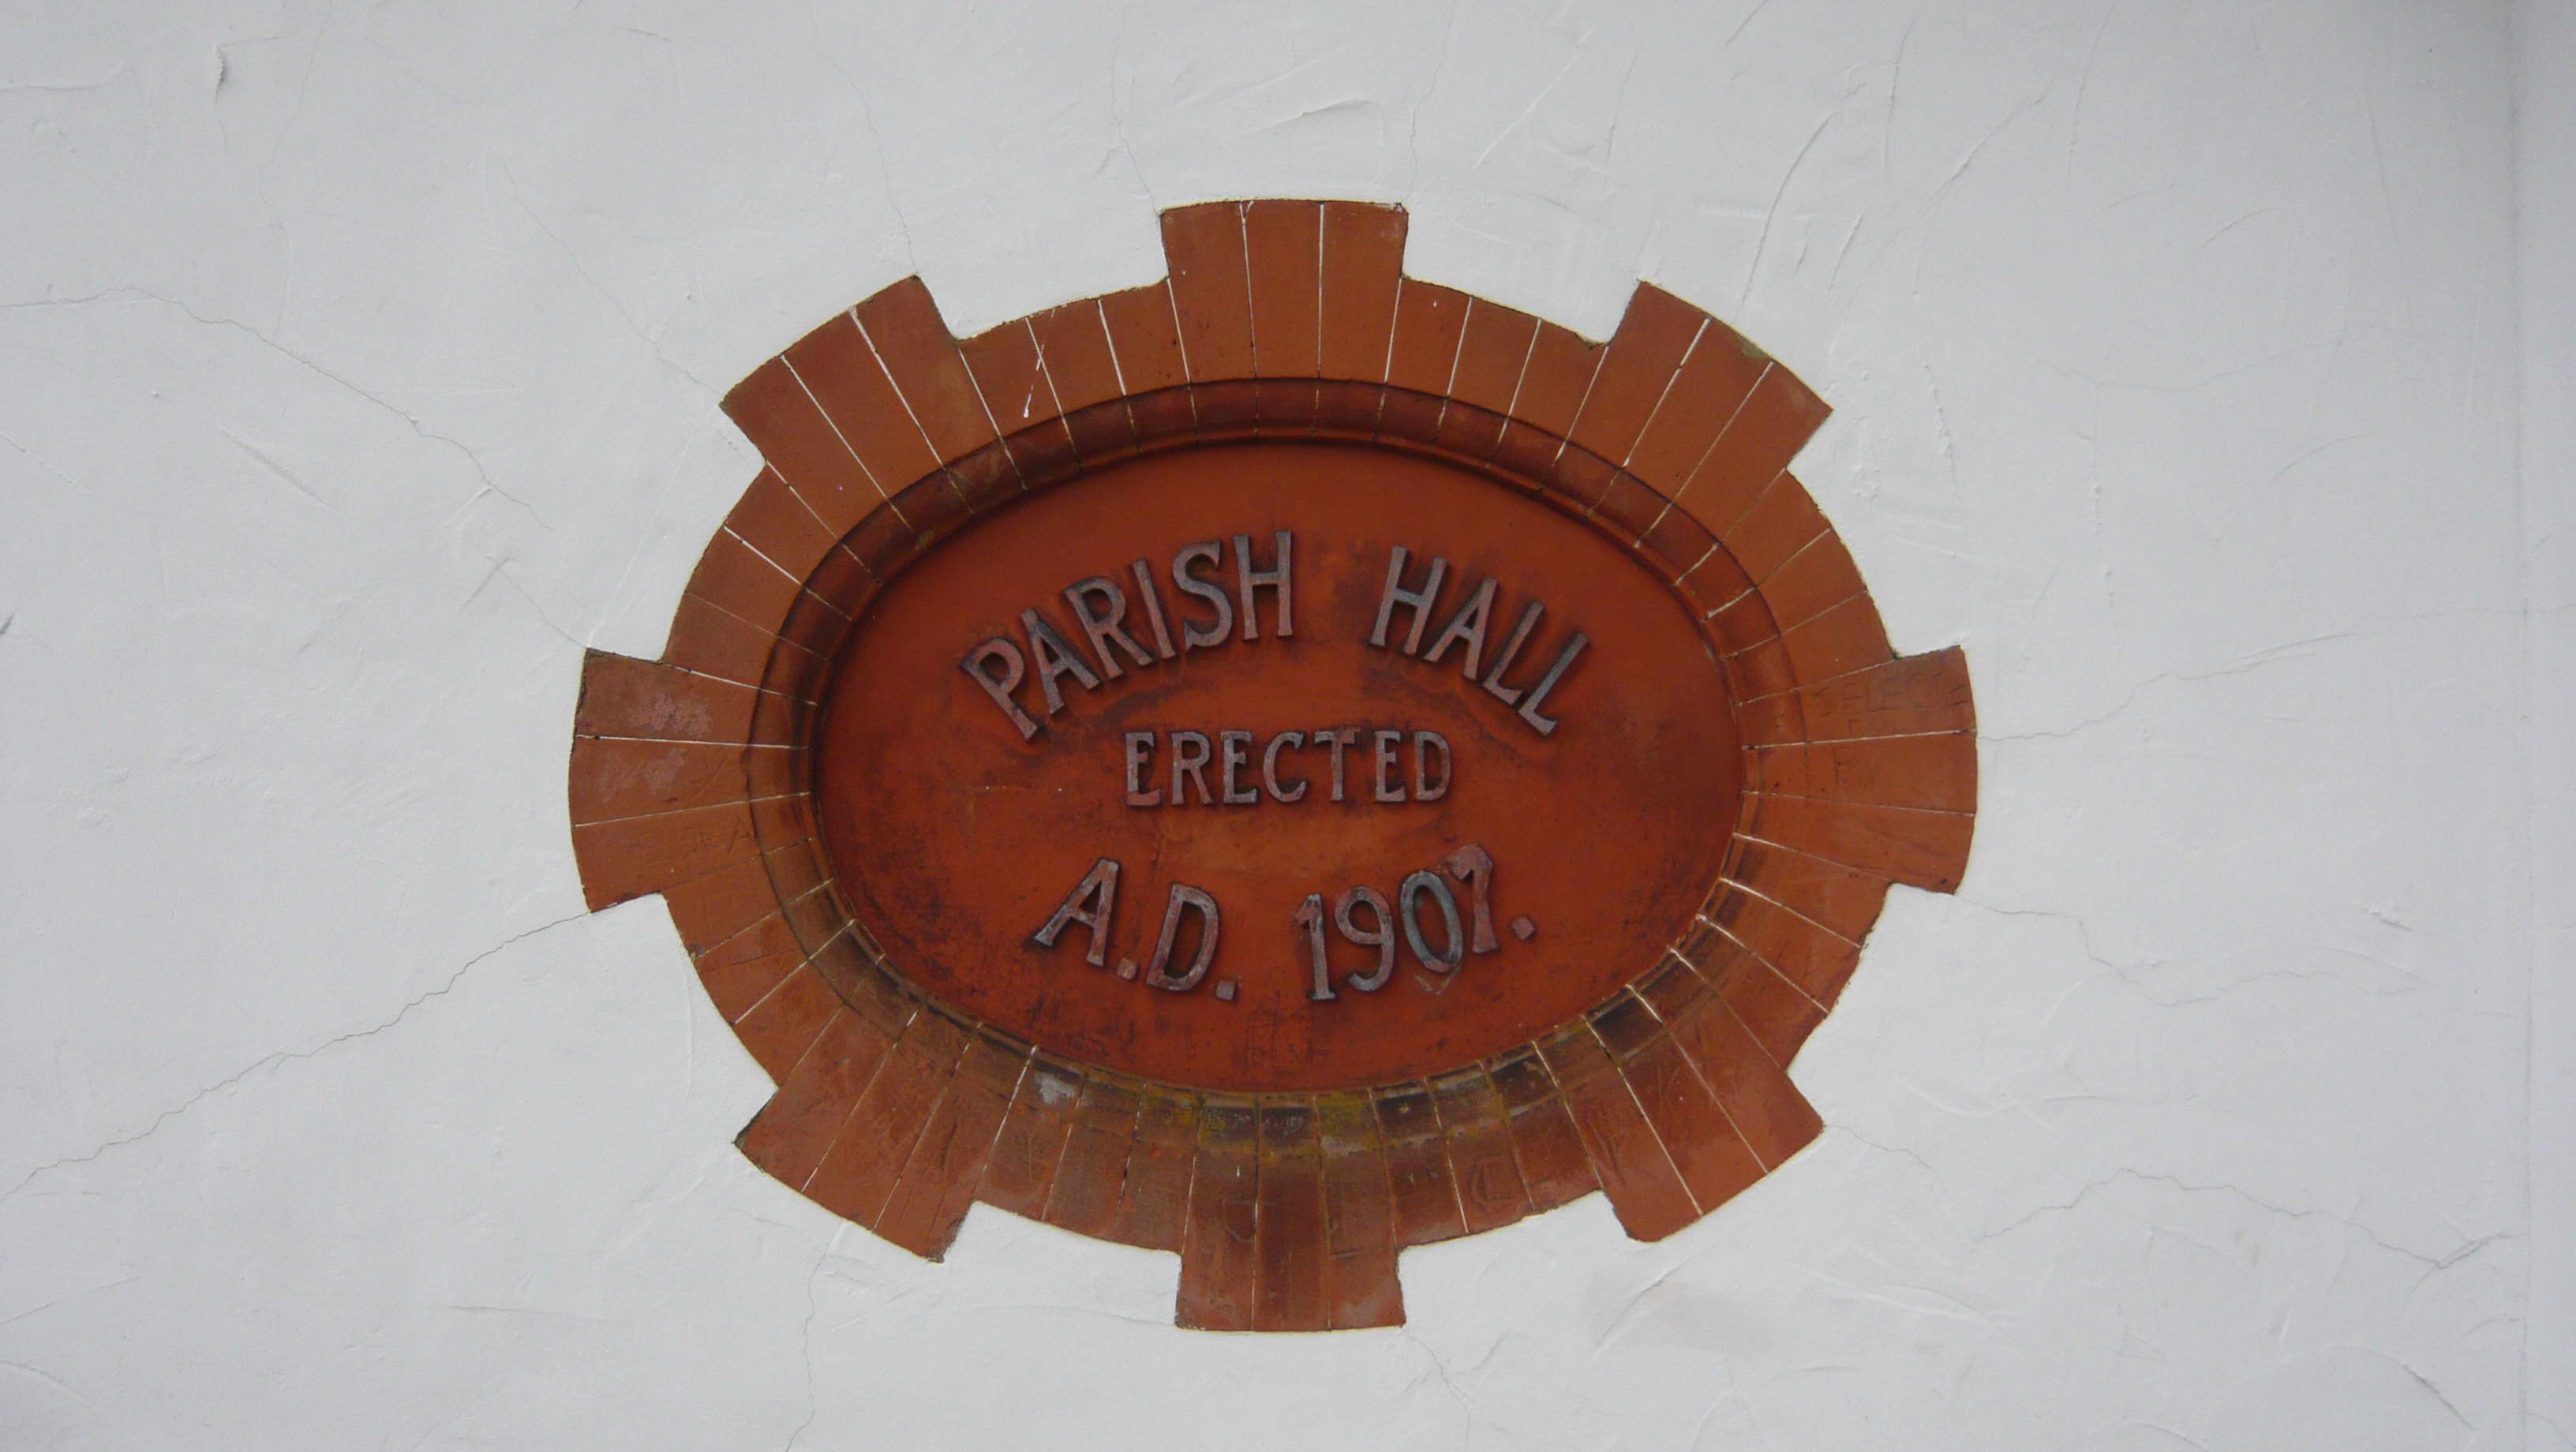 PARISH HALL
ERECTED
A.D. 1907.